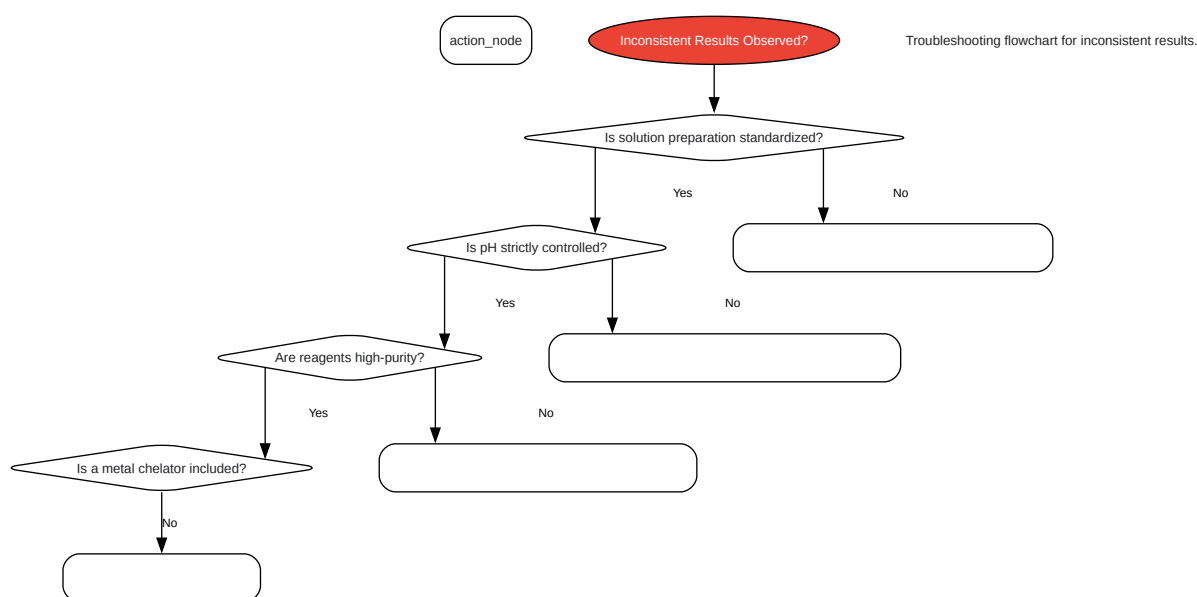 action_node
Inconsistent Results Observed?
Troubleshooting flowchart for inconsistent results.
Is solution preparation standardized?
Yes
No
Is pH strictly controlled?
Yes
No
Are reagents high-purity?
Yes
No
Is a metal chelator included?
No